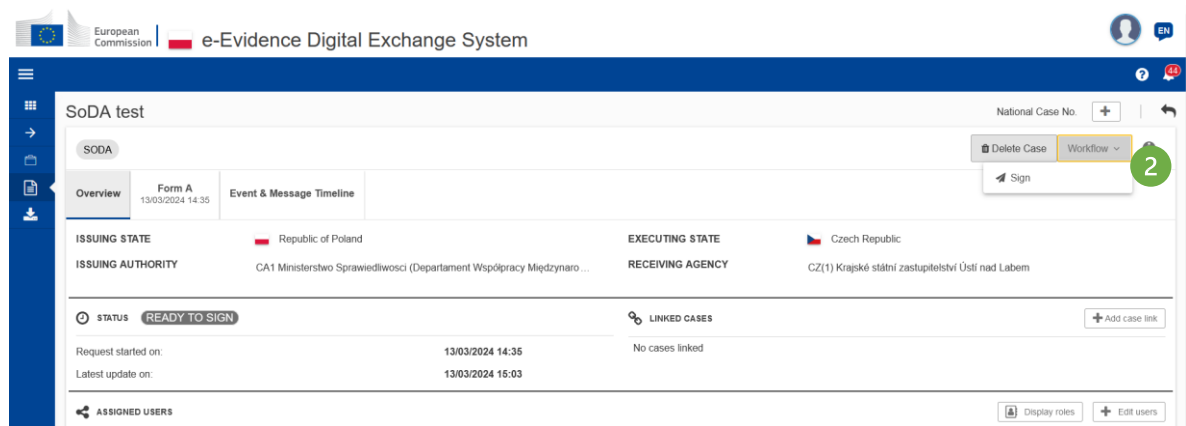 European
Commission
e-Evidence Digital Exchange System
EN
44
SoDA test
National Case No.
SODA
Delete Case
Workflow
2
Sign
Overview
Form A
13/03/2024 14:35
Event & Message Timeline
ISSUING STATE
Republic of Poland
EXECUTING STATE
Czech Republic
ISSUING AUTHORITY
CA1 Ministerstwo Sprawiedliwosci (Departament Współpracy Międzynaro...
RECEIVING AGENCY
CZ(1) Krajské státní zastupitelství Ústí nad Labem
STATUS READY TO SIGN
LINKED CASES
Add case link
Request started on: 13/03/2024 14:35
No cases linked
Latest update on: 13/03/2024 15:03
ASSIGNED USERS
Display roles
Edit users